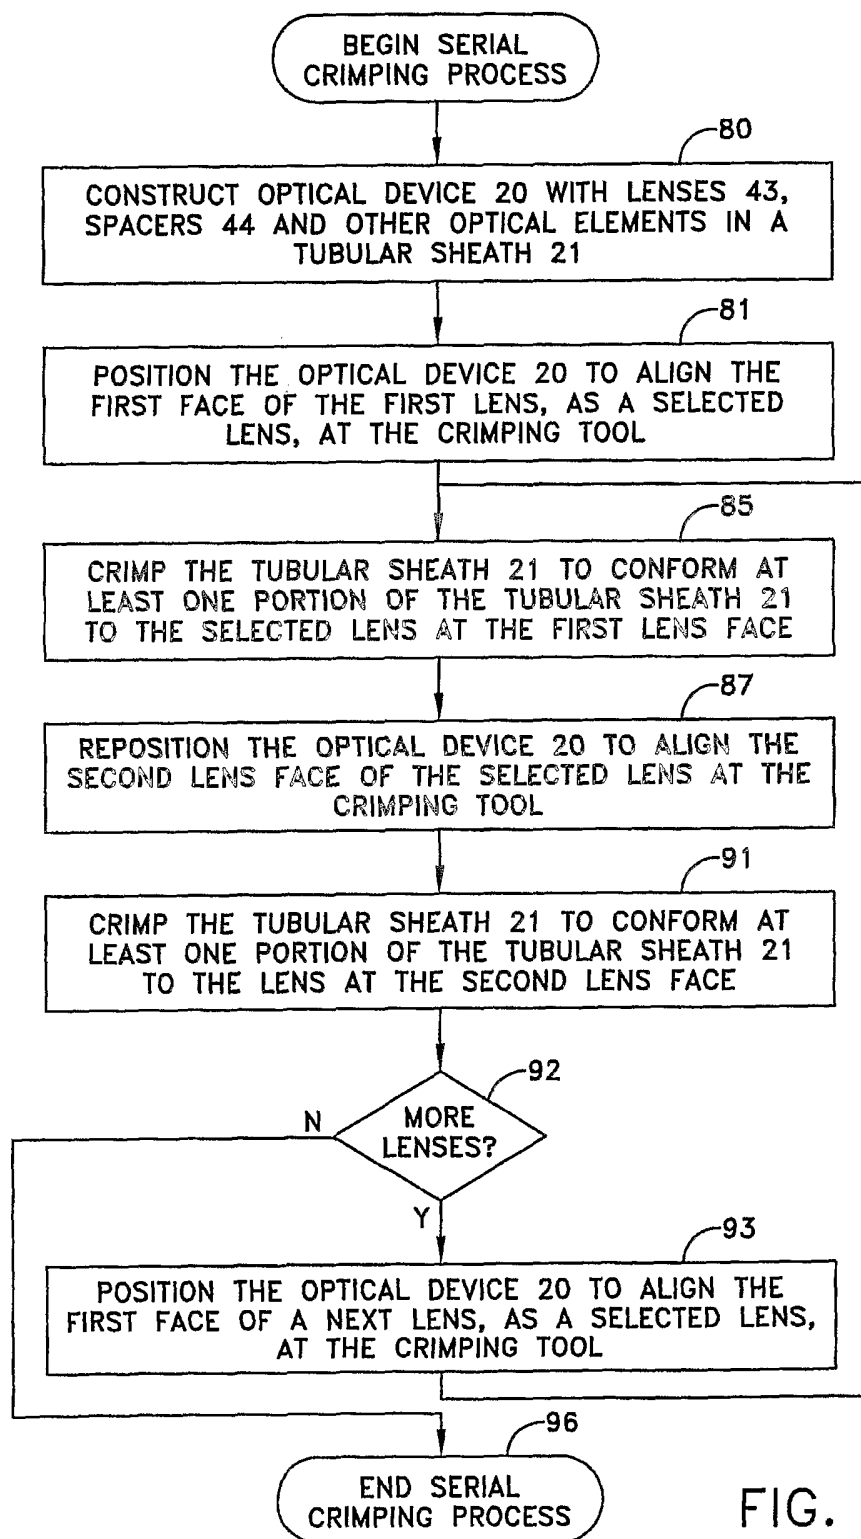 BEGIN SERIAL
CRIMPING PROCESS
80
CONSTRUCT OPTICAL DEVICE 20 WITH LENSES 43,
SPACERS 44 AND OTHER OPTICAL ELEMENTS IN A
TUBULAR SHEATH 21
81
POSITION THE OPTICAL DEVICE 20 TO ALIGN THE
FIRST FACE OF THE FIRST LENS, AS A SELECTED
LENS, AT THE CRIMPING TOOL
85
CRIMP THE TUBULAR SHEATH 21 TO CONFORM AT
LEAST ONE PORTION OF THE TUBULAR SHEATH 21
TO THE SELECTED LENS AT THE FIRST LENS FACE
87
REPOSITION THE OPTICAL DEVICE 20 TO ALIGN THE
SECOND LENS FACE OF THE SELECTED LENS AT THE
CRIMPING TOOL
91
CRIMP THE TUBULAR SHEATH 21 TO CONFORM AT
LEAST ONE PORTION OF THE TUBULAR SHEATH 21
TO THE LENS AT THE SECOND LENS FACE
92
N
MORE
LENSES?
Y
93
POSITION THE OPTICAL DEVICE 20 TO ALIGN THE
FIRST FACE OF A NEXT LENS, AS A SELECTED LENS,
AT THE CRIMPING TOOL
96
END SERIAL
CRIMPING PROCESS
FIG.